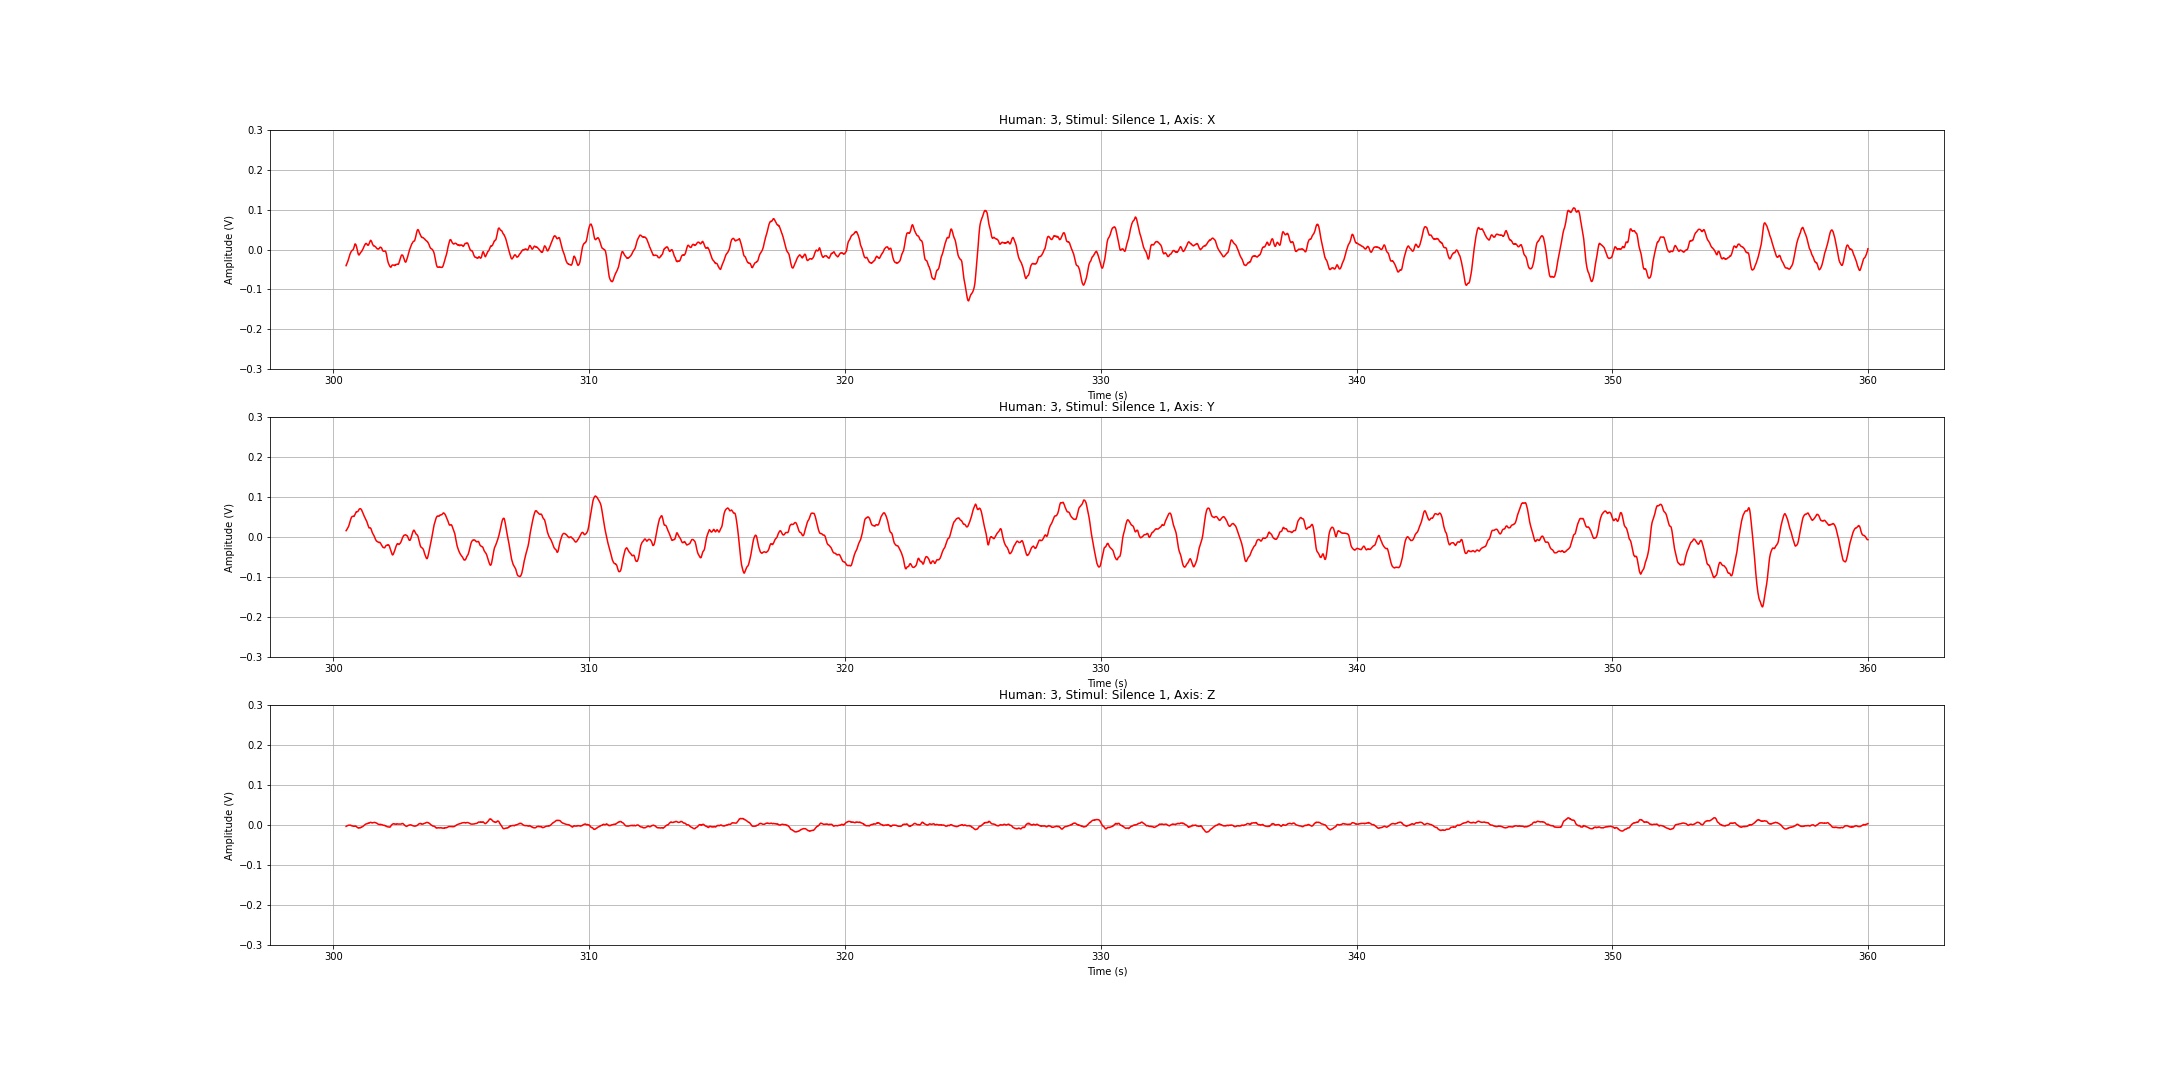 Human: 3, Stimul: Silence 1, Axis: X
0.3
0.2
0.1
0.0
−0.1
−0.2
−0.3
Amplitude (V)
300 310 320 330 340 350 360
Time (s)
Human: 3, Stimul: Silence 1, Axis: Y
0.3
0.2
0.1
0.0
−0.1
−0.2
−0.3
Amplitude (V)
300 310 320 330 340 350 360
Time (s)
Human: 3, Stimul: Silence 1, Axis: Z
0.3
0.2
0.1
0.0
−0.1
−0.2
−0.3
Amplitude (V)
300 310 320 330 340 350 360
Time (s)